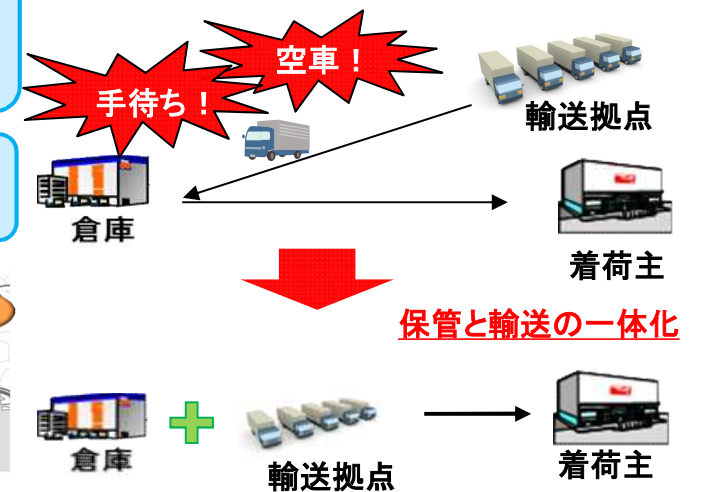 空車！
手待ち！
輸送拠点
倉庫
着荷主
保管と輸送の一体化
倉庫
輸送拠点
着荷主